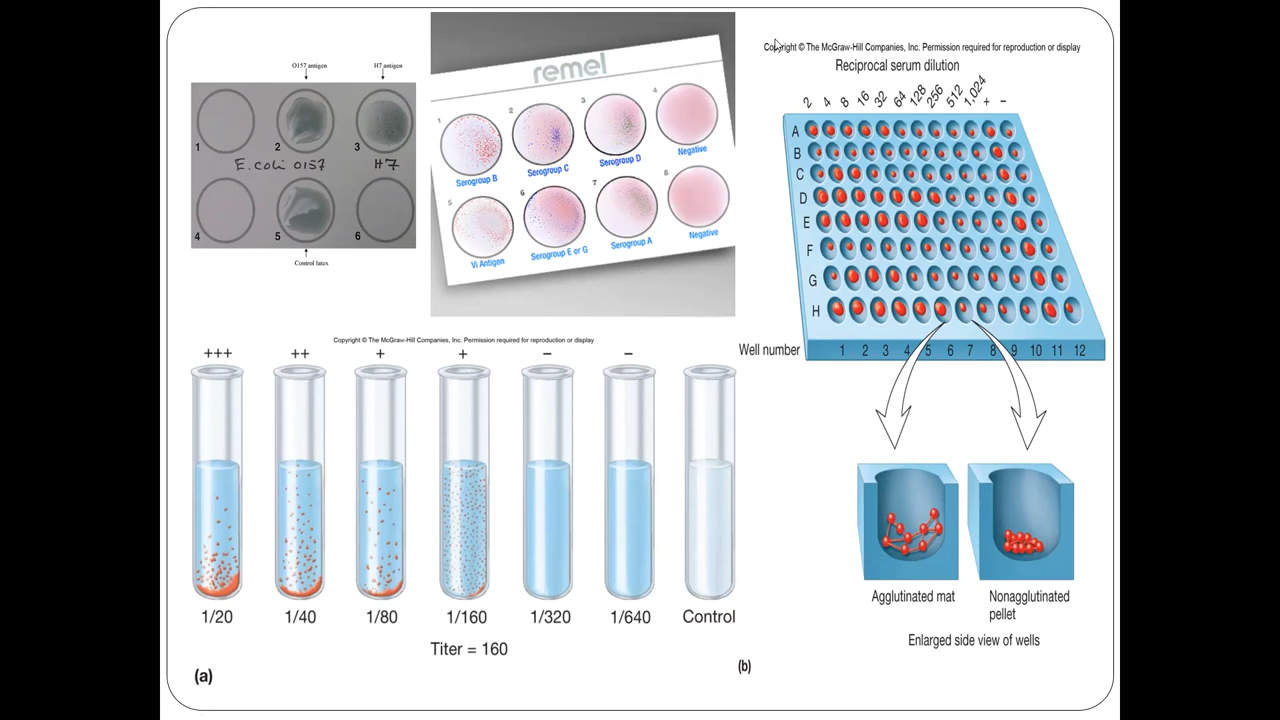 O157 antigen
H7 antigen
1
2
3
E.coli O157
H7
4
5
6
Control latex
remel
1
2
3
4
Serogroup B
Serogroup C
Serogroup D
Negative
5
6
7
8
Vi Antigen
Serogroup E or G
Serogroup A
Negative
Copyright © The McGraw-Hill Companies, Inc. Permission required for reproduction or display
Reciprocal serum dilution
2 4 8 16 32 64 128 256 512 1,024 + −
A
B
C
D
E
F
G
H
Well number 1 2 3 4 5 6 7 8 9 10 11 12
Agglutinated mat
Nonagglutinated
pellet
Enlarged side view of wells
(b)
Copyright © The McGraw-Hill Companies, Inc. Permission required for reproduction or display
+++ ++ + + − −
1/20 1/40 1/80 1/160 1/320 1/640 Control
Titer = 160
(a)